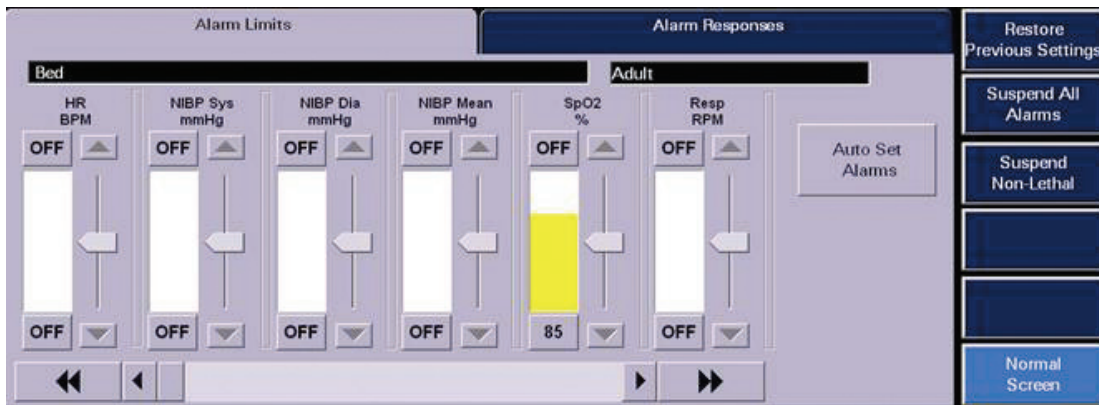 Alarm Limits
Alarm Responses
Bed
Adult
HR
BPM
NIBP Sys
mmHg
NIBP Dia
mmHg
NIBP Mean
mmHg
SpO2
%
Resp
RPM
OFF
OFF
OFF
OFF
OFF
OFF
OFF
OFF
OFF
OFF
85
OFF
Auto Set
Alarms
Restore
Previous Settings
Suspend All
Alarms
Suspend
Non-Lethal
Normal
Screen